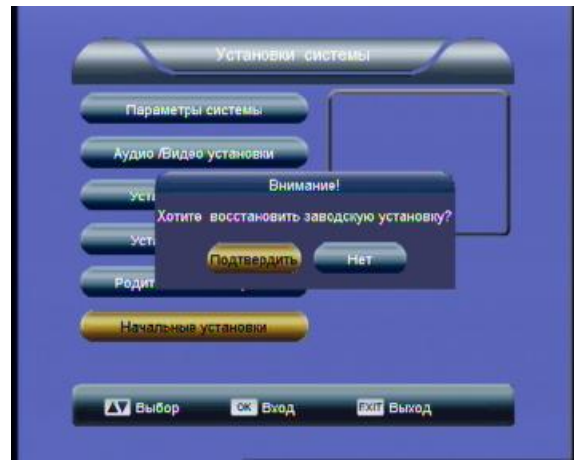 Установки системы
Параметры системы
Аудио /Видео установки
Внимание!
Хотите восстановить заводскую установку?
Подтвердить Нет
Начальные установки
Выбор OK Вход EXIT Выход